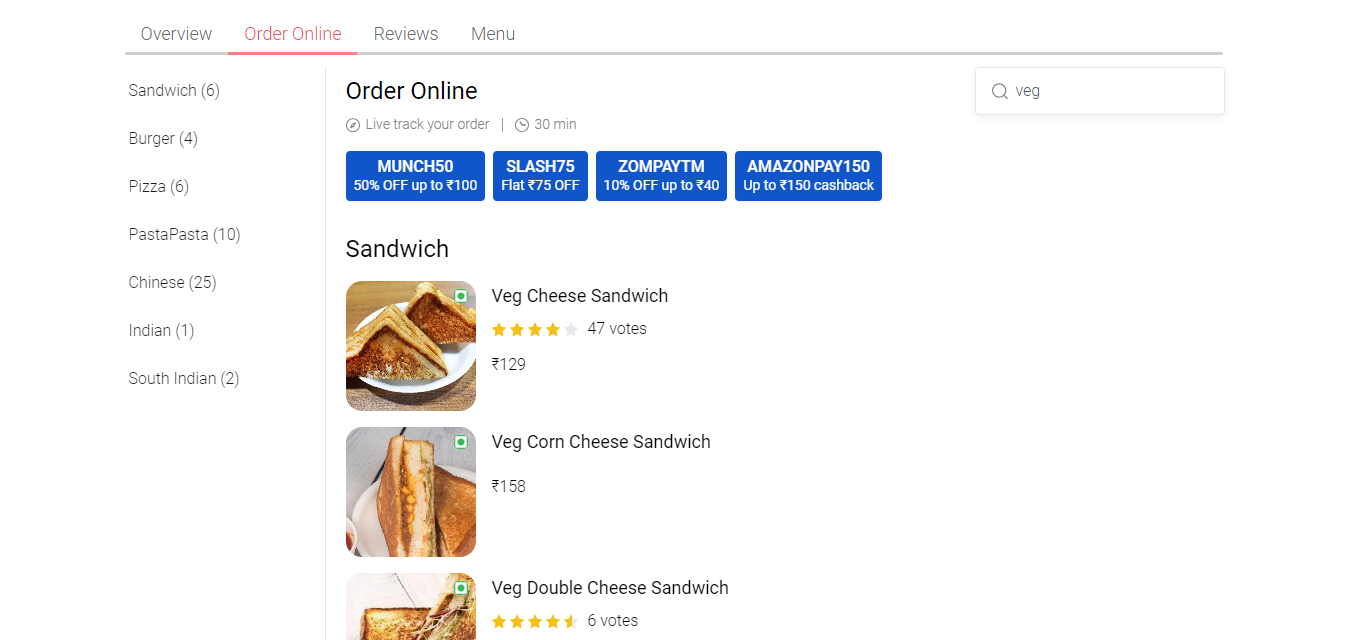 Overview Order Online Reviews Menu
Sandwich (6)
Burger (4)
Pizza (6)
PastaPasta (10)
Chinese (25)
Indian (1)
South Indian (2)
Order Online
veg
Live track your order | 30 min
MUNCH50
50% OFF up to ₹100
SLASH75
Flat ₹75 OFF
ZOMPAYTM
10% OFF up to ₹40
AMAZONPAY150
Up to ₹150 cashback
Sandwich
Veg Cheese Sandwich
47 votes
₹129
Veg Corn Cheese Sandwich
₹158
Veg Double Cheese Sandwich
6 votes